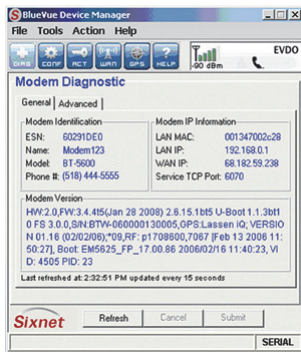 BlueVue Device Manager
File Tools Action Help
DIAG CONF ACT WAN GPS HELP
-90 dBm
EVDO
Modem Diagnostic
General Advanced
Modem Identification
ESN: 60291DE0
Name: Modem123
Model: BT-5600
Phone #: (518) 444-5555
Modem IP Information
LAN MAC: 001347002c28
LAN IP: 192.168.0.1
WAN IP: 68.182.59.238
Service TCP Port: 6070
Modem Version
HW:2.0,FW:3.4.4t5(Jan 28 2008) 2.6.15.1bt5 U-Boot 1.1.3bt1
0 FS 3.0.0,S/N:BTW-060000130005,GPS:Lassen iQ; VERSIO
N 01.16 (02/02/06);*09,RF: p1708600,7067 [Feb 13 2006 11:
50:27], Boot: EM5625_FP_17.00.86 2006/02/16 11:40:23, VI
D: 4505 PID: 23
Last refreshed at 2:32:51 PM updated every 15 seconds
Sixnet
Refresh Cancel Submit
SERIAL